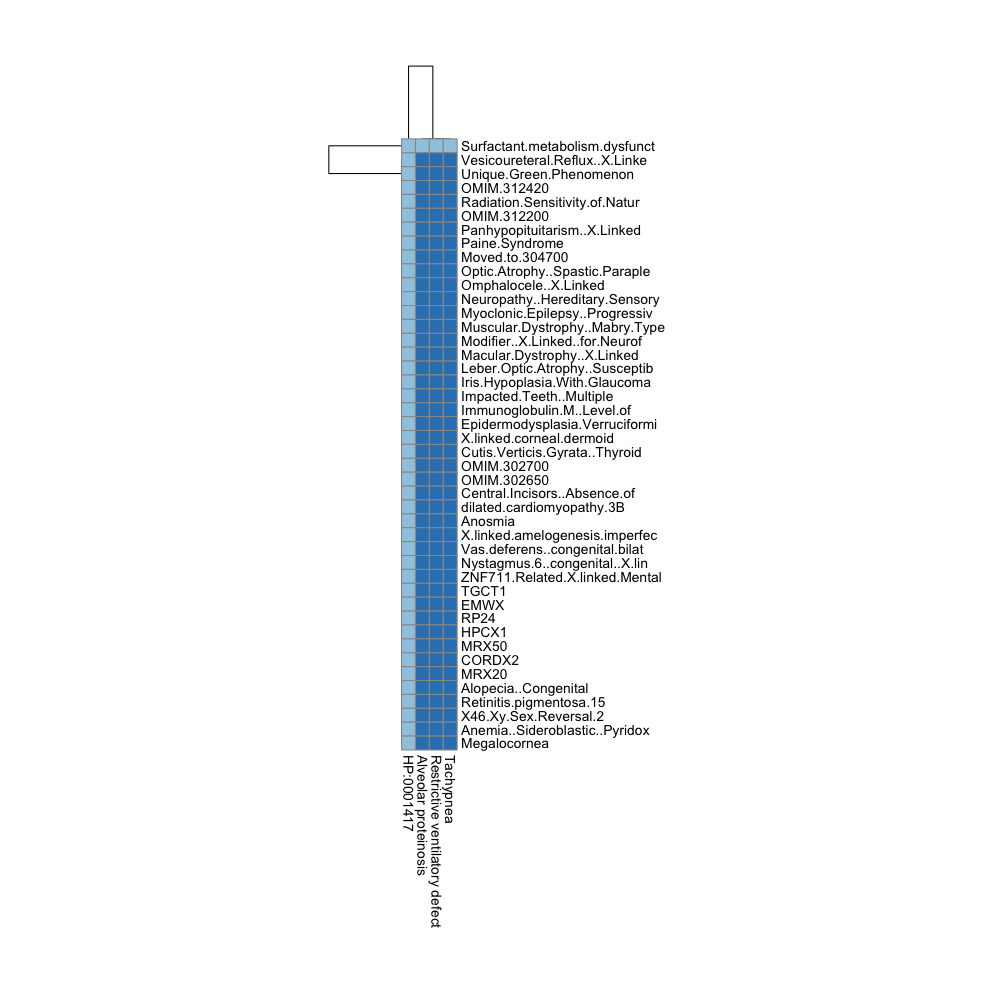 Surfactant.metabolism.dysfunct
Vesicoureteral.Reflux..X.Linke
Unique.Green.Phenomenon
OMIM.312420
Radiation.Sensitivity.of.Natur
OMIM.312200
Panhypopituitarism..X.Linked
Paine.Syndrome
Moved.to.304700
Optic.Atrophy..Spastic.Paraple
Omphalocele..X.Linked
Neuropathy..Hereditary.Sensory
Myoclonic.Epilepsy..Progressiv
Muscular.Dystrophy..Mabry.Type
Modifier..X.Linked..for.Neurof
Macular.Dystrophy..X.Linked
Leber.Optic.Atrophy..Susceptib
Iris.Hypoplasia.With.Glaucoma
Impacted.Teeth..Multiple
Immunoglobulin.M..Level.of
Epidermodysplasia.Verruciformi
X.linked.corneal.dermoid
Cutis.Verticis.Gyrata..Thyroid
OMIM.302700
OMIM.302650
Central.Incisors..Absence.of
dilated.cardiomyopathy.3B
Anosmia
X.linked.amelogenesis.imperfec
Vas.deferens..congenital.bilat
Nystagmus.6..congenital..X.lin
ZNF711.Related.X.linked.Mental
TGCT1
EMWX
RP24
HPCX1
MRX50
CORDX2
MRX20
Alopecia..Congenital
Retinitis.pigmentosa.15
X46.Xy.Sex.Reversal.2
Anemia..Sideroblastic..Pyridox
Megalocornea
HP:0001417
Alveolar proteinosis
Restrictive ventilatory defect
Tachypnea